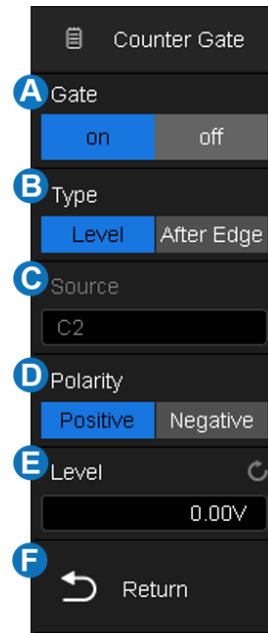 Counter Gate
A
Gate
on off
B
Type
Level After Edge
C
Source
C2
D
Polarity
Positive Negative
E
Level
0.00V
F
Return